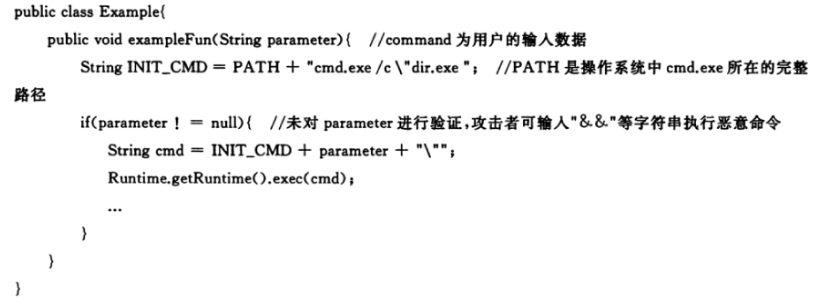 public class Example{
public void exampleFun(String parameter){ //command 为用户的输入数据
String INIT_CMD = PATH + "cmd.exe /c \"dir.exe "; //PATH 是操作系统中 cmd.exe 所在的完整
路径
if(parameter ! = null){ //未对 parameter 进行验证,攻击者可输入"&&"等字符串执行恶意命令
String cmd = INIT_CMD + parameter + "\"";
Runtime.getRuntime().exec(cmd);
...
}
}
}